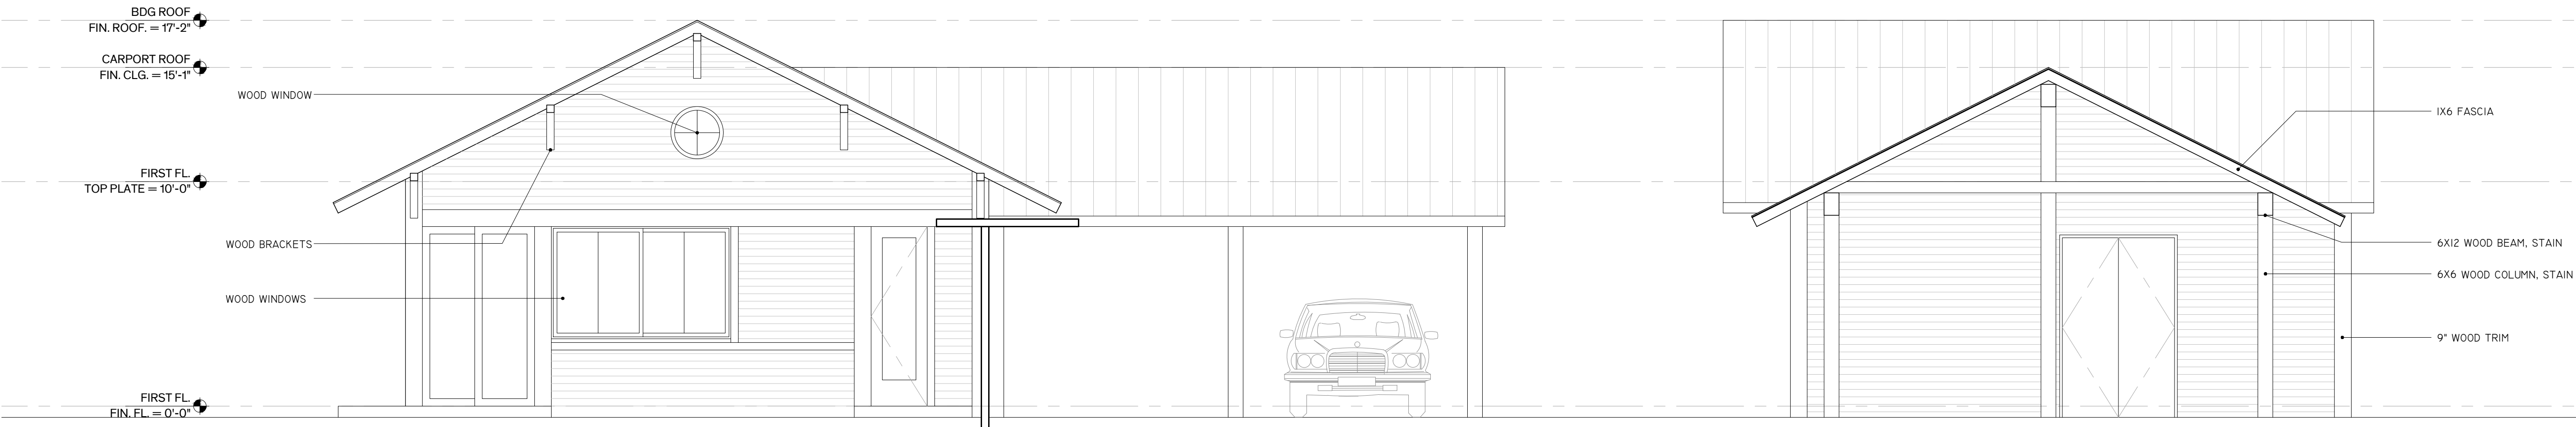 BDG ROOF
FIN. ROOF. = 17'-2"
CARPORT ROOF
FIN. CLG. = 15'-1"
WOOD WINDOW
FIRST FL.
TOP PLATE = 10'-0"
WOOD BRACKETS
WOOD WINDOWS
FIRST FL.
FIN. FL. = 0'-0"
1X6 FASCIA
6X12 WOOD BEAM, STAIN
6X6 WOOD COLUMN, STAIN
9" WOOD TRIM